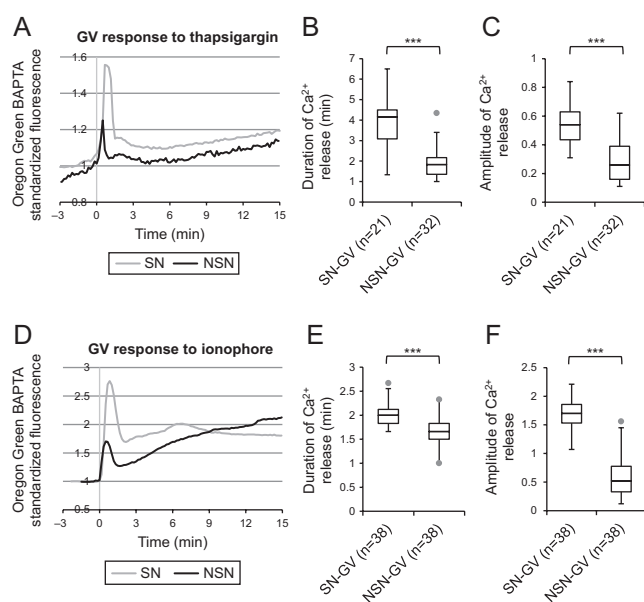 A
GV response to thapsigargin
Oregon Green BAPTA
standardized fluorescence
1.6
1.4
1.2
1
0.8
−3
0
3
6
9
12
15
Time (min)
SN
NSN
B
***
Duration of Ca2+
release (min)
7
6
5
4
3
2
1
0
SN-GV (n=21)
NSN-GV (n=32)
C
***
Amplitude of Ca2+
release
1
0.8
0.6
0.4
0.2
0
SN-GV (n=21)
NSN-GV (n=32)
D
GV response to ionophore
Oregon Green BAPTA
standardized fluorescence
3
2.5
2
1.5
1
0.5
−3
0
3
6
9
12
15
Time (min)
SN
NSN
E
***
Duration of Ca2+
release (min)
3
2.5
2
1.5
1
0.5
0
SN-GV (n=38)
NSN-GV (n=38)
F
***
Amplitude of Ca2+
release
2.5
2
1.5
1
0.5
0
SN-GV (n=38)
NSN-GV (n=38)